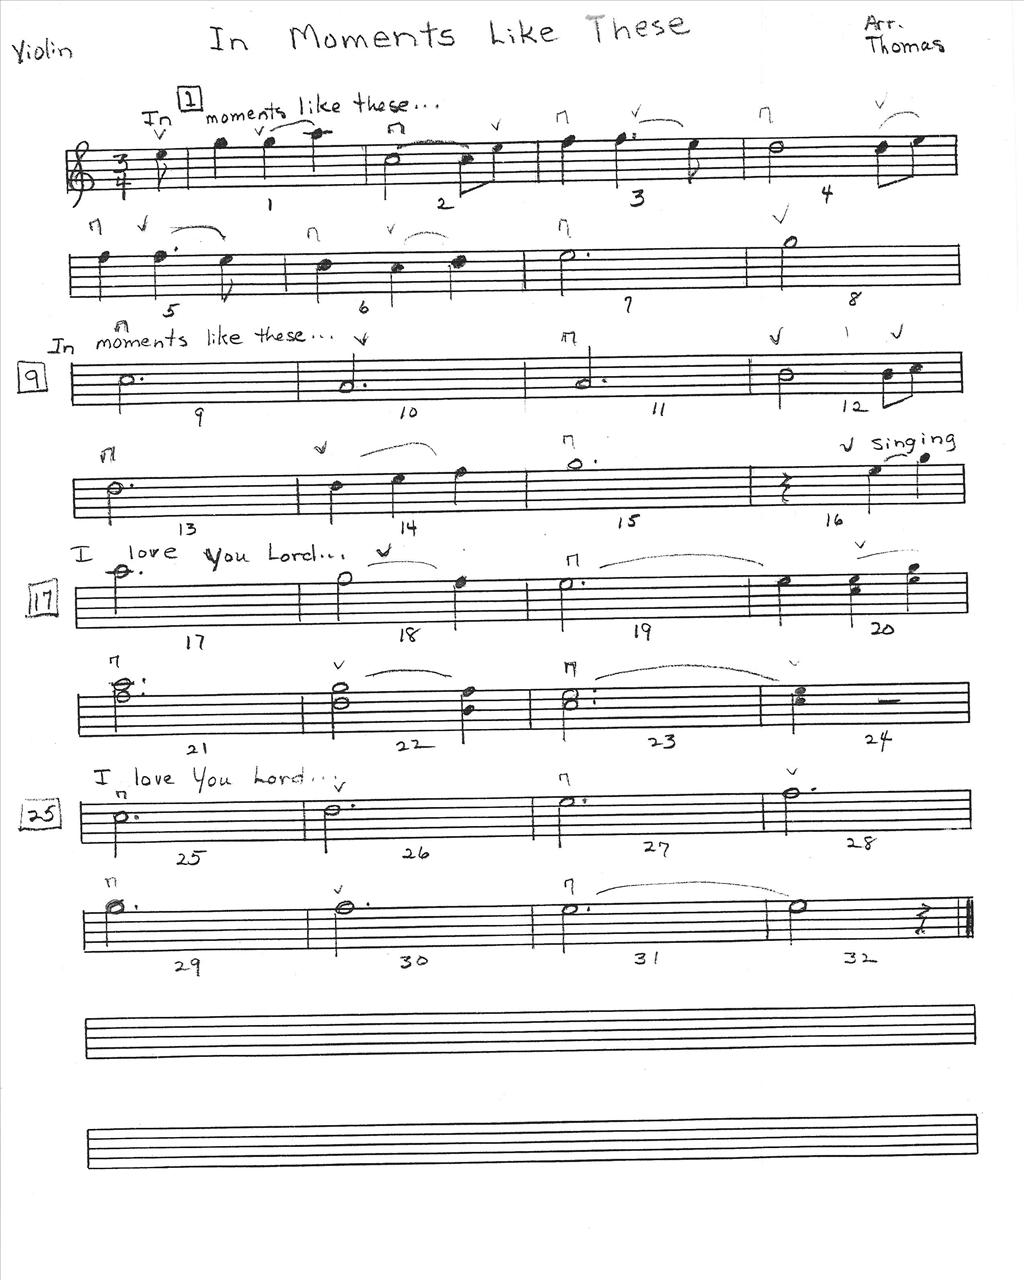 Violin
In Moments Like These
Arr.
Thomas
In 1 moments like these...
3
4
1 2 3 4
5 6 7 8
In moments like these...
9
9 10 11 12
singing
13 14 15 16
I love You Lord...
17
17 18 19 20
21 22 23 24
I love You Lord...
25
25 26 27 28
29 30 31 32